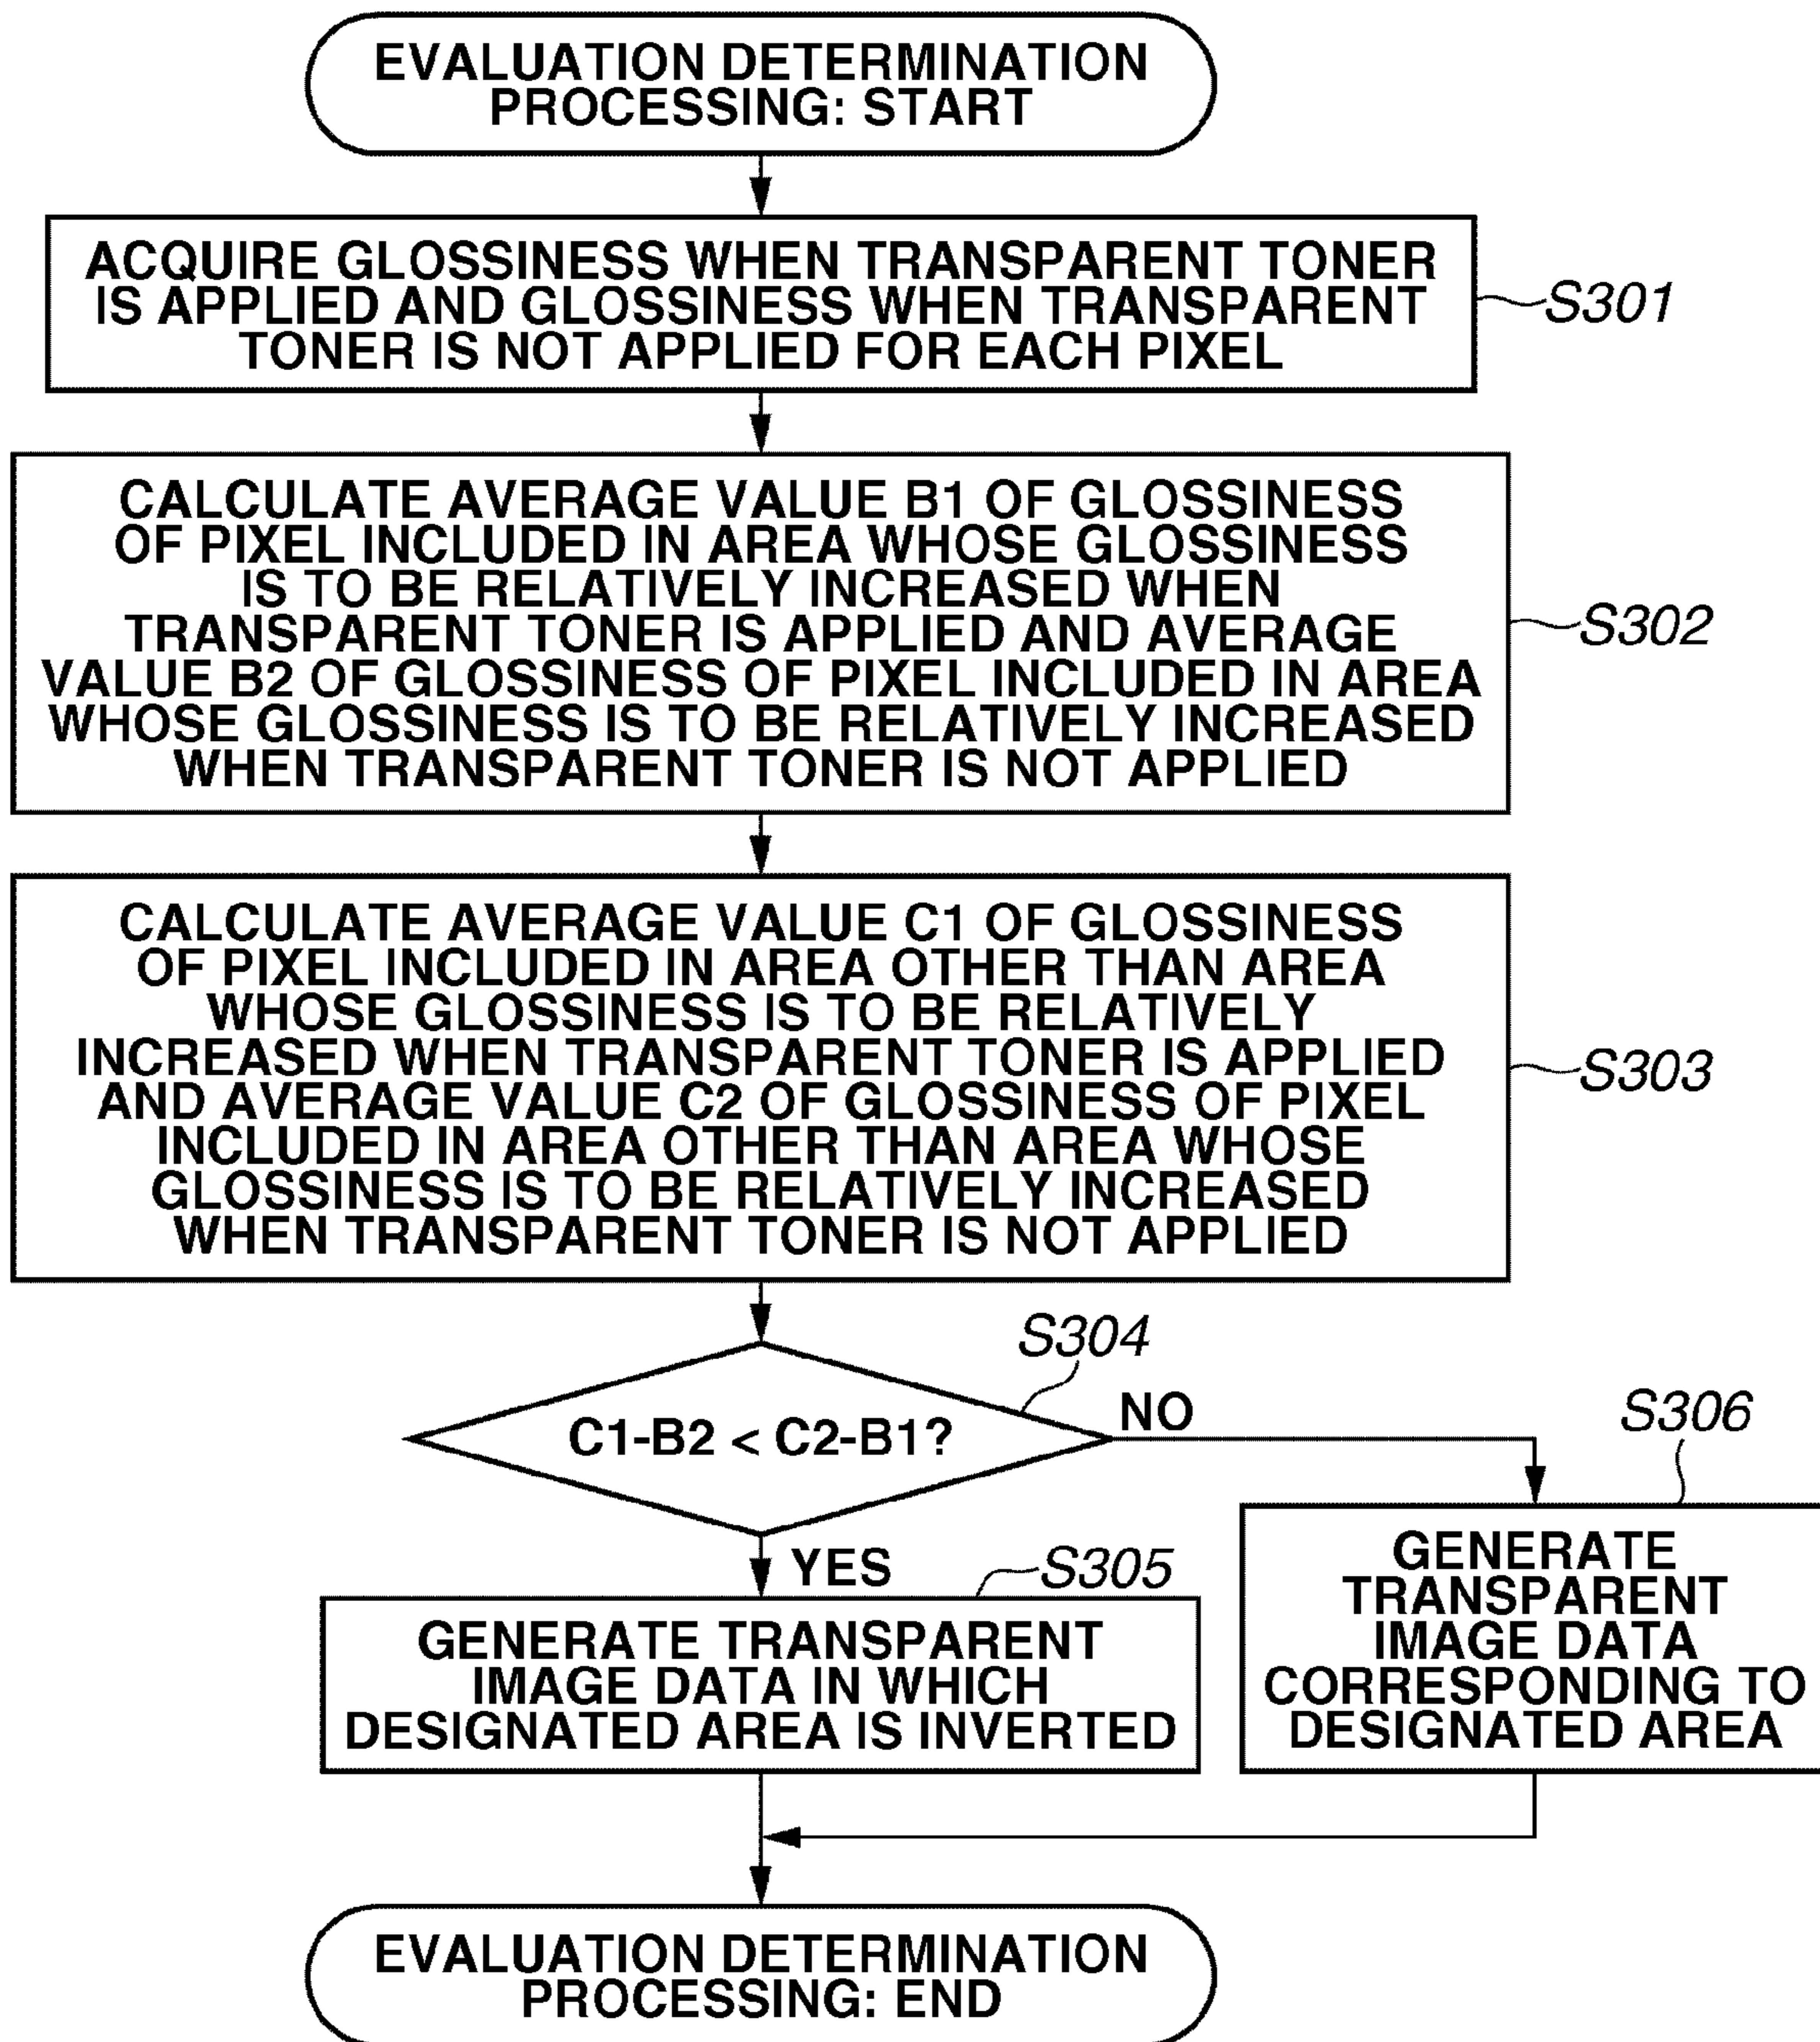 EVALUATION DETERMINATION
PROCESSING: START
ACQUIRE GLOSSINESS WHEN TRANSPARENT TONER
IS APPLIED AND GLOSSINESS WHEN TRANSPARENT
TONER IS NOT APPLIED FOR EACH PIXEL
S301
CALCULATE AVERAGE VALUE B1 OF GLOSSINESS
OF PIXEL INCLUDED IN AREA WHOSE GLOSSINESS
IS TO BE RELATIVELY INCREASED WHEN
TRANSPARENT TONER IS APPLIED AND AVERAGE
VALUE B2 OF GLOSSINESS OF PIXEL INCLUDED IN AREA
WHOSE GLOSSINESS IS TO BE RELATIVELY INCREASED
WHEN TRANSPARENT TONER IS NOT APPLIED
S302
CALCULATE AVERAGE VALUE C1 OF GLOSSINESS
OF PIXEL INCLUDED IN AREA OTHER THAN AREA
WHOSE GLOSSINESS IS TO BE RELATIVELY
INCREASED WHEN TRANSPARENT TONER IS APPLIED
AND AVERAGE VALUE C2 OF GLOSSINESS OF PIXEL
INCLUDED IN AREA OTHER THAN AREA WHOSE
GLOSSINESS IS TO BE RELATIVELY INCREASED
WHEN TRANSPARENT TONER IS NOT APPLIED
S303
S304
C1-B2 < C2-B1?
NO
S306
YES
S305
GENERATE TRANSPARENT
IMAGE DATA IN WHICH
DESIGNATED AREA IS INVERTED
GENERATE
TRANSPARENT
IMAGE DATA
CORRESPONDING TO
DESIGNATED AREA
EVALUATION DETERMINATION
PROCESSING: END